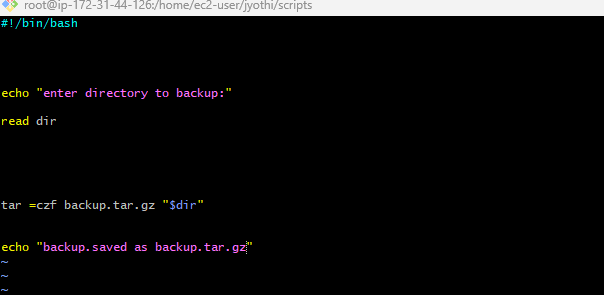 root@ip-172-31-44-126:/home/ec2-user/jyothi/scripts
#!/bin/bash
echo "enter directory to backup:"
read dir
tar =czf backup.tar.gz "$dir"
echo "backup.saved as backup.tar.gz"
~
~
~